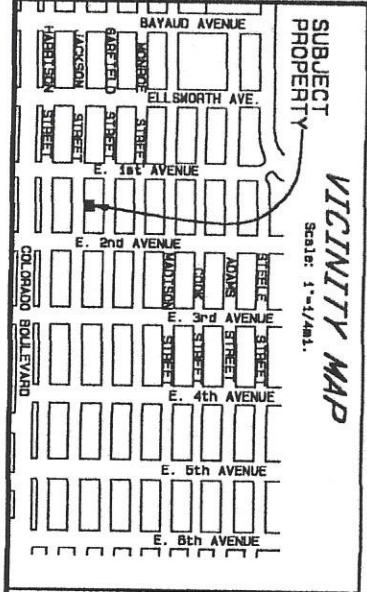 VICINITY MAP
Scale: 1"=1/4mi.
SUBJECT
PROPERTY
BAYAUD AVENUE
HARRISON
JACKSON
GARFIELD
MONROE
ELLSWORTH AVE.
STREET
STREET
STREET
STREET
E. 1st AVENUE
E. 2nd AVENUE
COLORADO BOULEVARD
MADISON
COOK
ADAMS
STEELE
E. 3rd AVENUE
STREET
STREET
STREET
STREET
E. 4th AVENUE
E. 5th AVENUE
E. 6th AVENUE